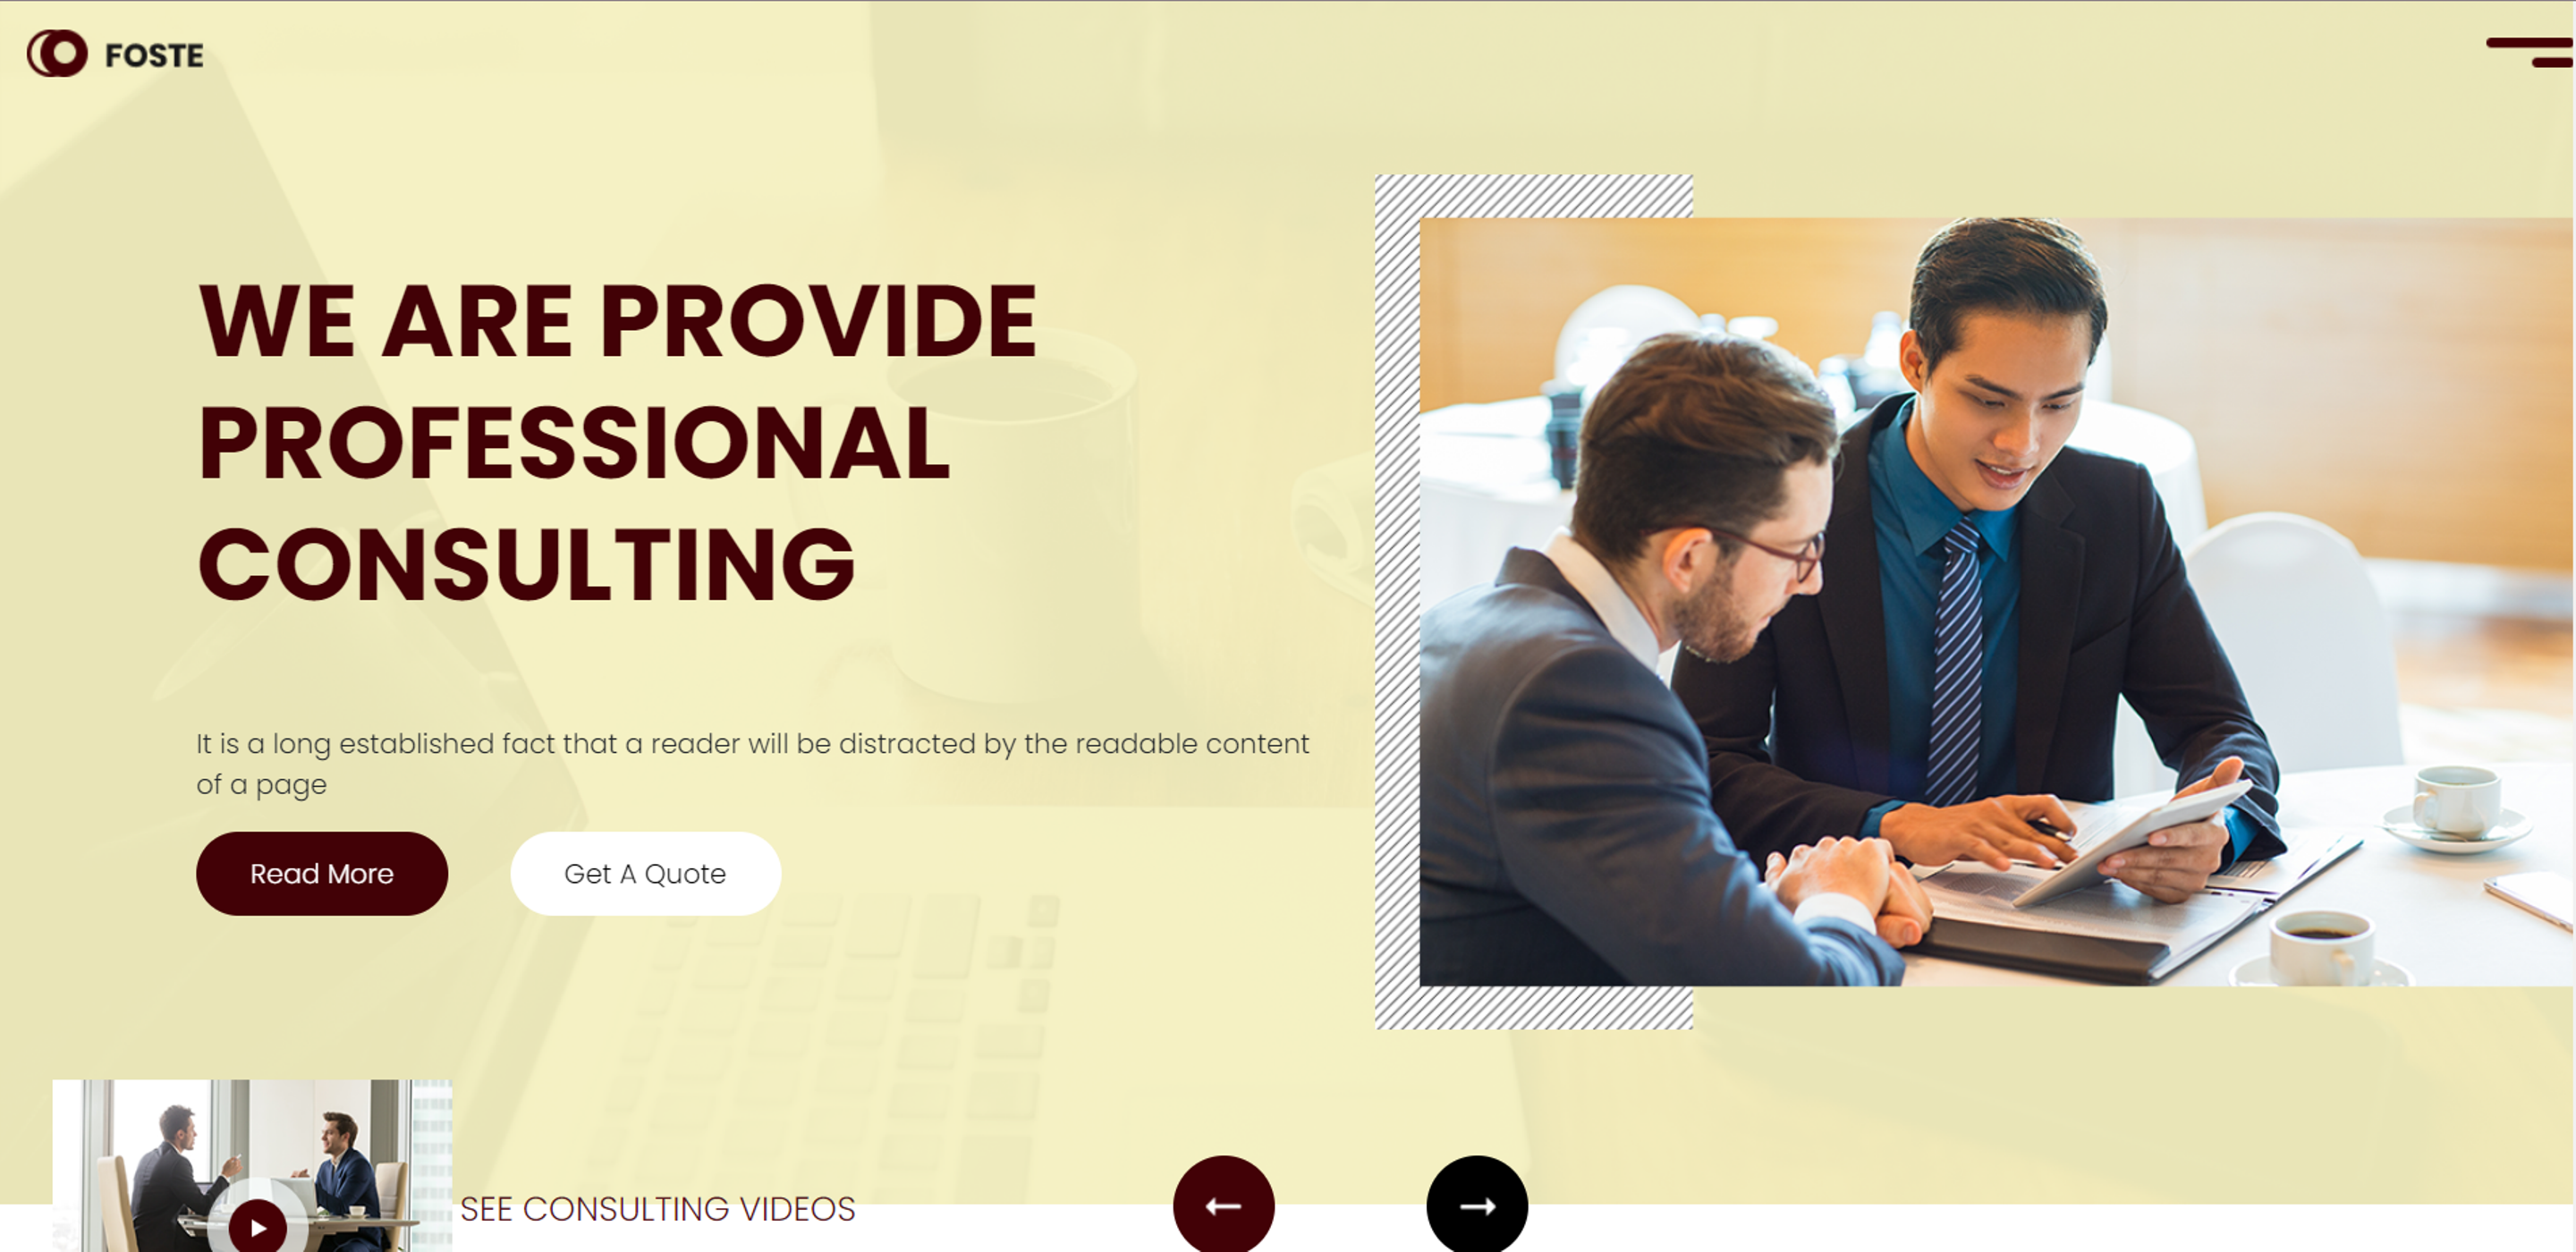 FOSTE
WE ARE PROVIDE
PROFESSIONAL
CONSULTING
It is a long established fact that a reader will be distracted by the readable content
of a page
Read More
Get A Quote
SEE CONSULTING VIDEOS